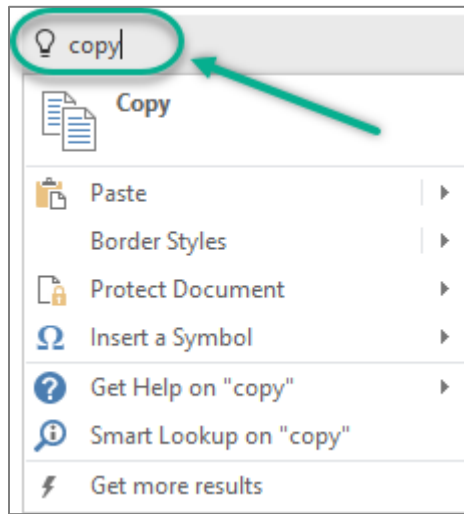 copy
Copy
Paste
Border Styles
Protect Document
Insert a Symbol
Get Help on "copy"
Smart Lookup on "copy"
Get more results